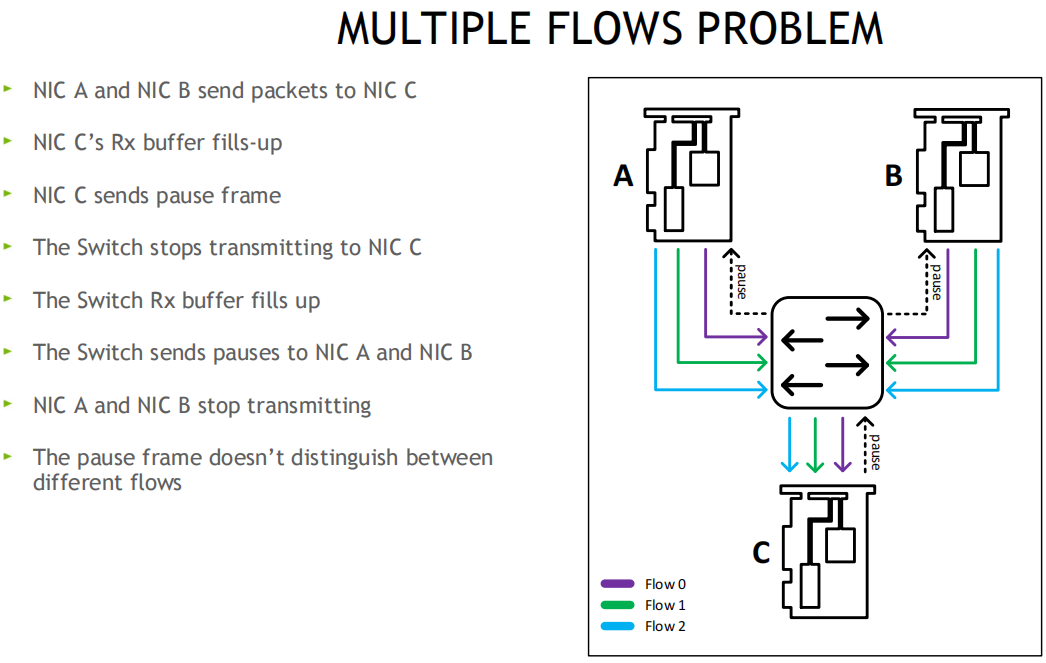 MULTIPLE FLOWS PROBLEM
NIC A and NIC B send packets to NIC C
NIC C’s Rx buffer fills-up
NIC C sends pause frame
The Switch stops transmitting to NIC C
The Switch Rx buffer fills up
The Switch sends pauses to NIC A and NIC B
NIC A and NIC B stop transmitting
The pause frame doesn’t distinguish between
different flows
A
B
pause
pause
pause
C
Flow 0
Flow 1
Flow 2